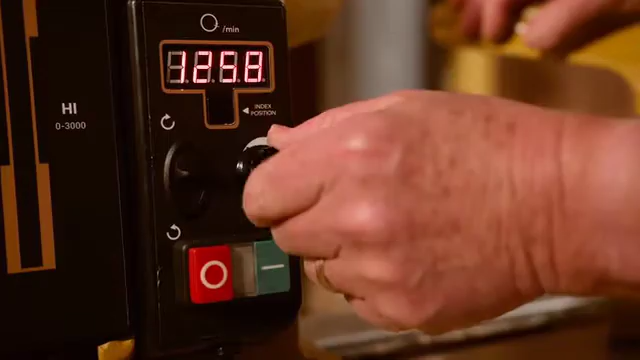 /min
1258
INDEX
POSITION
HI
0-3000